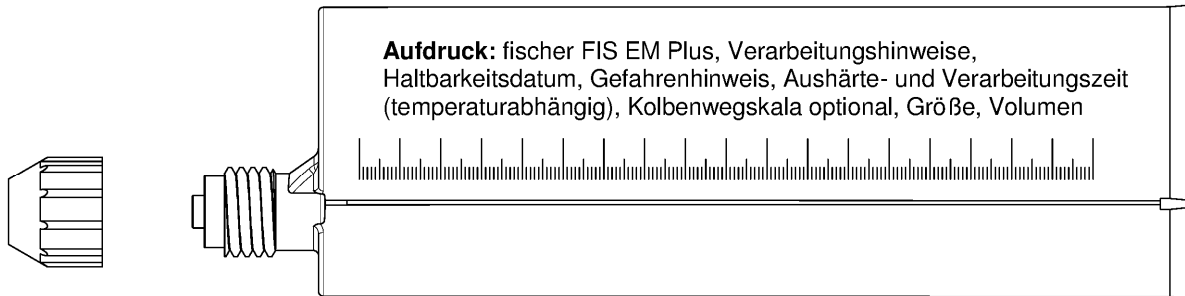 Aufdruck: fischer FIS EM Plus, Verarbeitungshinweise,
Haltbarkeitsdatum, Gefahrenhinweis, Aushärte- und Verarbeitungszeit
(temperaturabhängig), Kolbenwegskala optional, Größe, Volumen